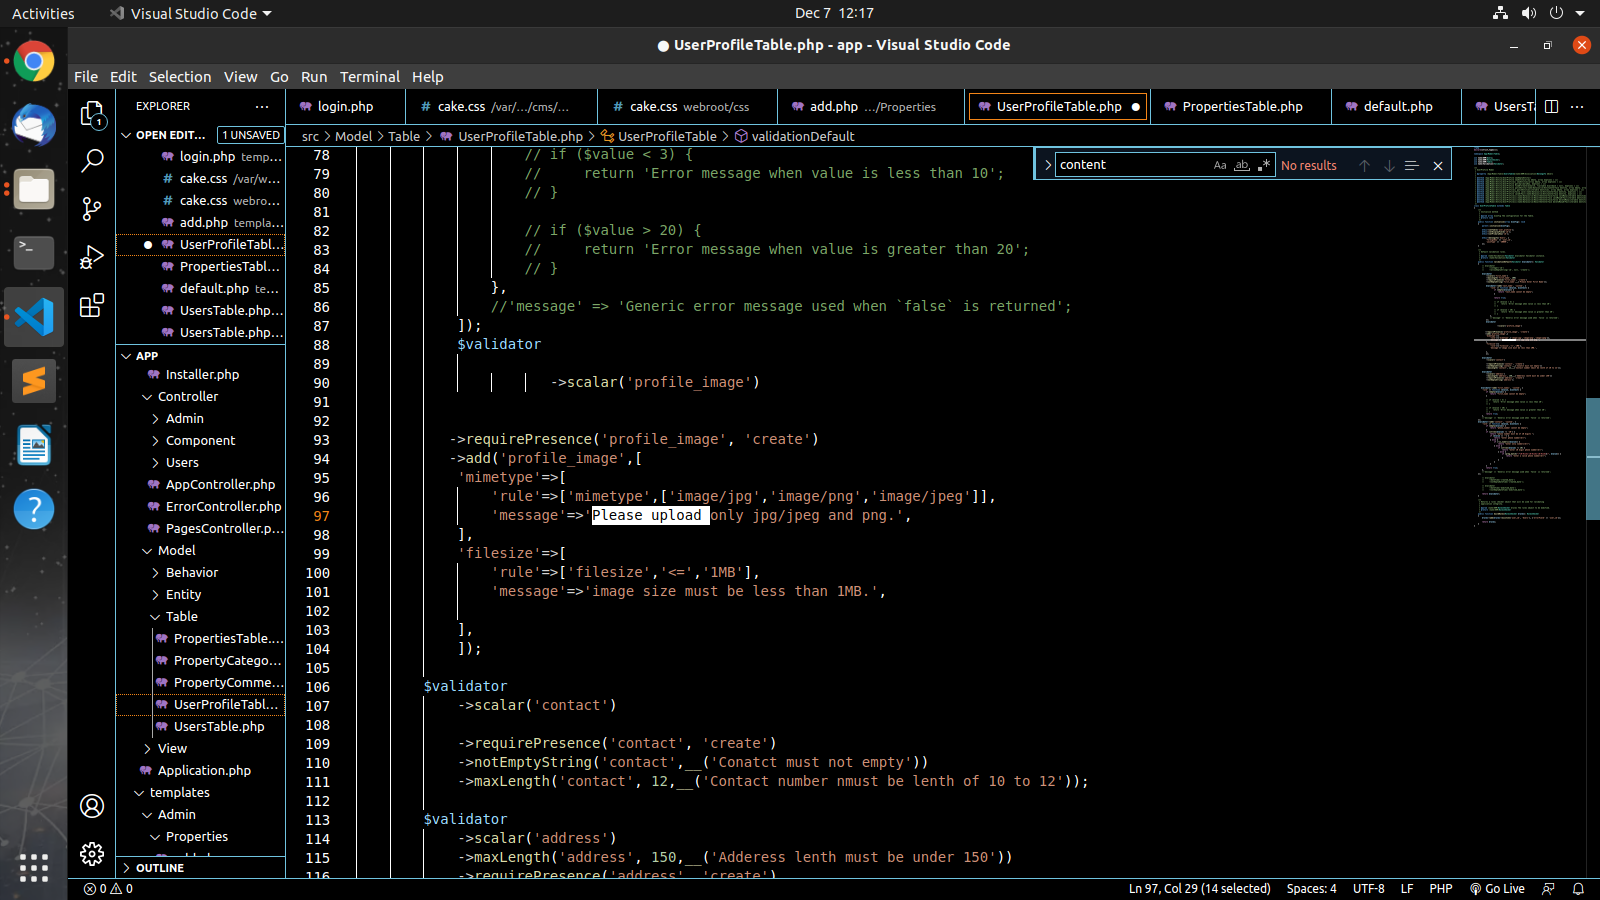 Activities
Visual Studio Code
Dec 7 12:17
● UserProfileTable.php - app - Visual Studio Code
File Edit Selection View Go Run Terminal Help
EXPLORER
OPEN EDIT... 1 UNSAVED
login.php temp...
cake.css /var/w...
cake.css webro...
add.php templa...
UserProfileTabl...
PropertiesTabl...
default.php te...
UsersTable.php...
UsersTable.php...
APP
Installer.php
Controller
Admin
Component
Users
AppController.php
ErrorController.php
PagesController.p...
Model
Behavior
Entity
Table
PropertiesTable....
PropertyCatego...
PropertyComme...
UserProfileTabl...
UsersTable.php
View
Application.php
templates
Admin
Properties
OUTLINE
login.php
# cake.css /var/.../cms/...
# cake.css webroot/css
add.php .../Properties
UserProfileTable.php ●
PropertiesTable.php
default.php
UsersTa
src > Model > Table > UserProfileTable.php > UserProfileTable > validationDefault
content
Aa ab .*
No results
78 // if ($value < 3) {
79 //     return 'Error message when value is less than 10';
80 // }
81
82 // if ($value > 20) {
83 //     return 'Error message when value is greater than 20';
84 // }
85 },
86 //'message' => 'Generic error message used when `false` is returned';
87 ]);
88 $validator
89
90 ->scalar('profile_image')
91
92
93 ->requirePresence('profile_image', 'create')
94 ->add('profile_image',[
95 'mimetype'=>[
96 'rule'=>['mimetype',['image/jpg','image/png','image/jpeg']],
97 'message'=>'Please upload only jpg/jpeg and png.',
98 ],
99 'filesize'=>[
100 'rule'=>['filesize','<=','1MB'],
101 'message'=>'image size must be less than 1MB.',
102
103 ],
104 ]);
105
106 $validator
107 ->scalar('contact')
108
109 ->requirePresence('contact', 'create')
110 ->notEmptyString('contact',__('Conatct must not empty'))
111 ->maxLength('contact', 12,__('Contact number nmust be lenth of 10 to 12'));
112
113 $validator
114 ->scalar('address')
115 ->maxLength('address', 150,__('Adderess lenth must be under 150'))
116 ->requirePresence('address', 'create')
0 0
Ln 97, Col 29 (14 selected) Spaces: 4 UTF-8 LF PHP Go Live